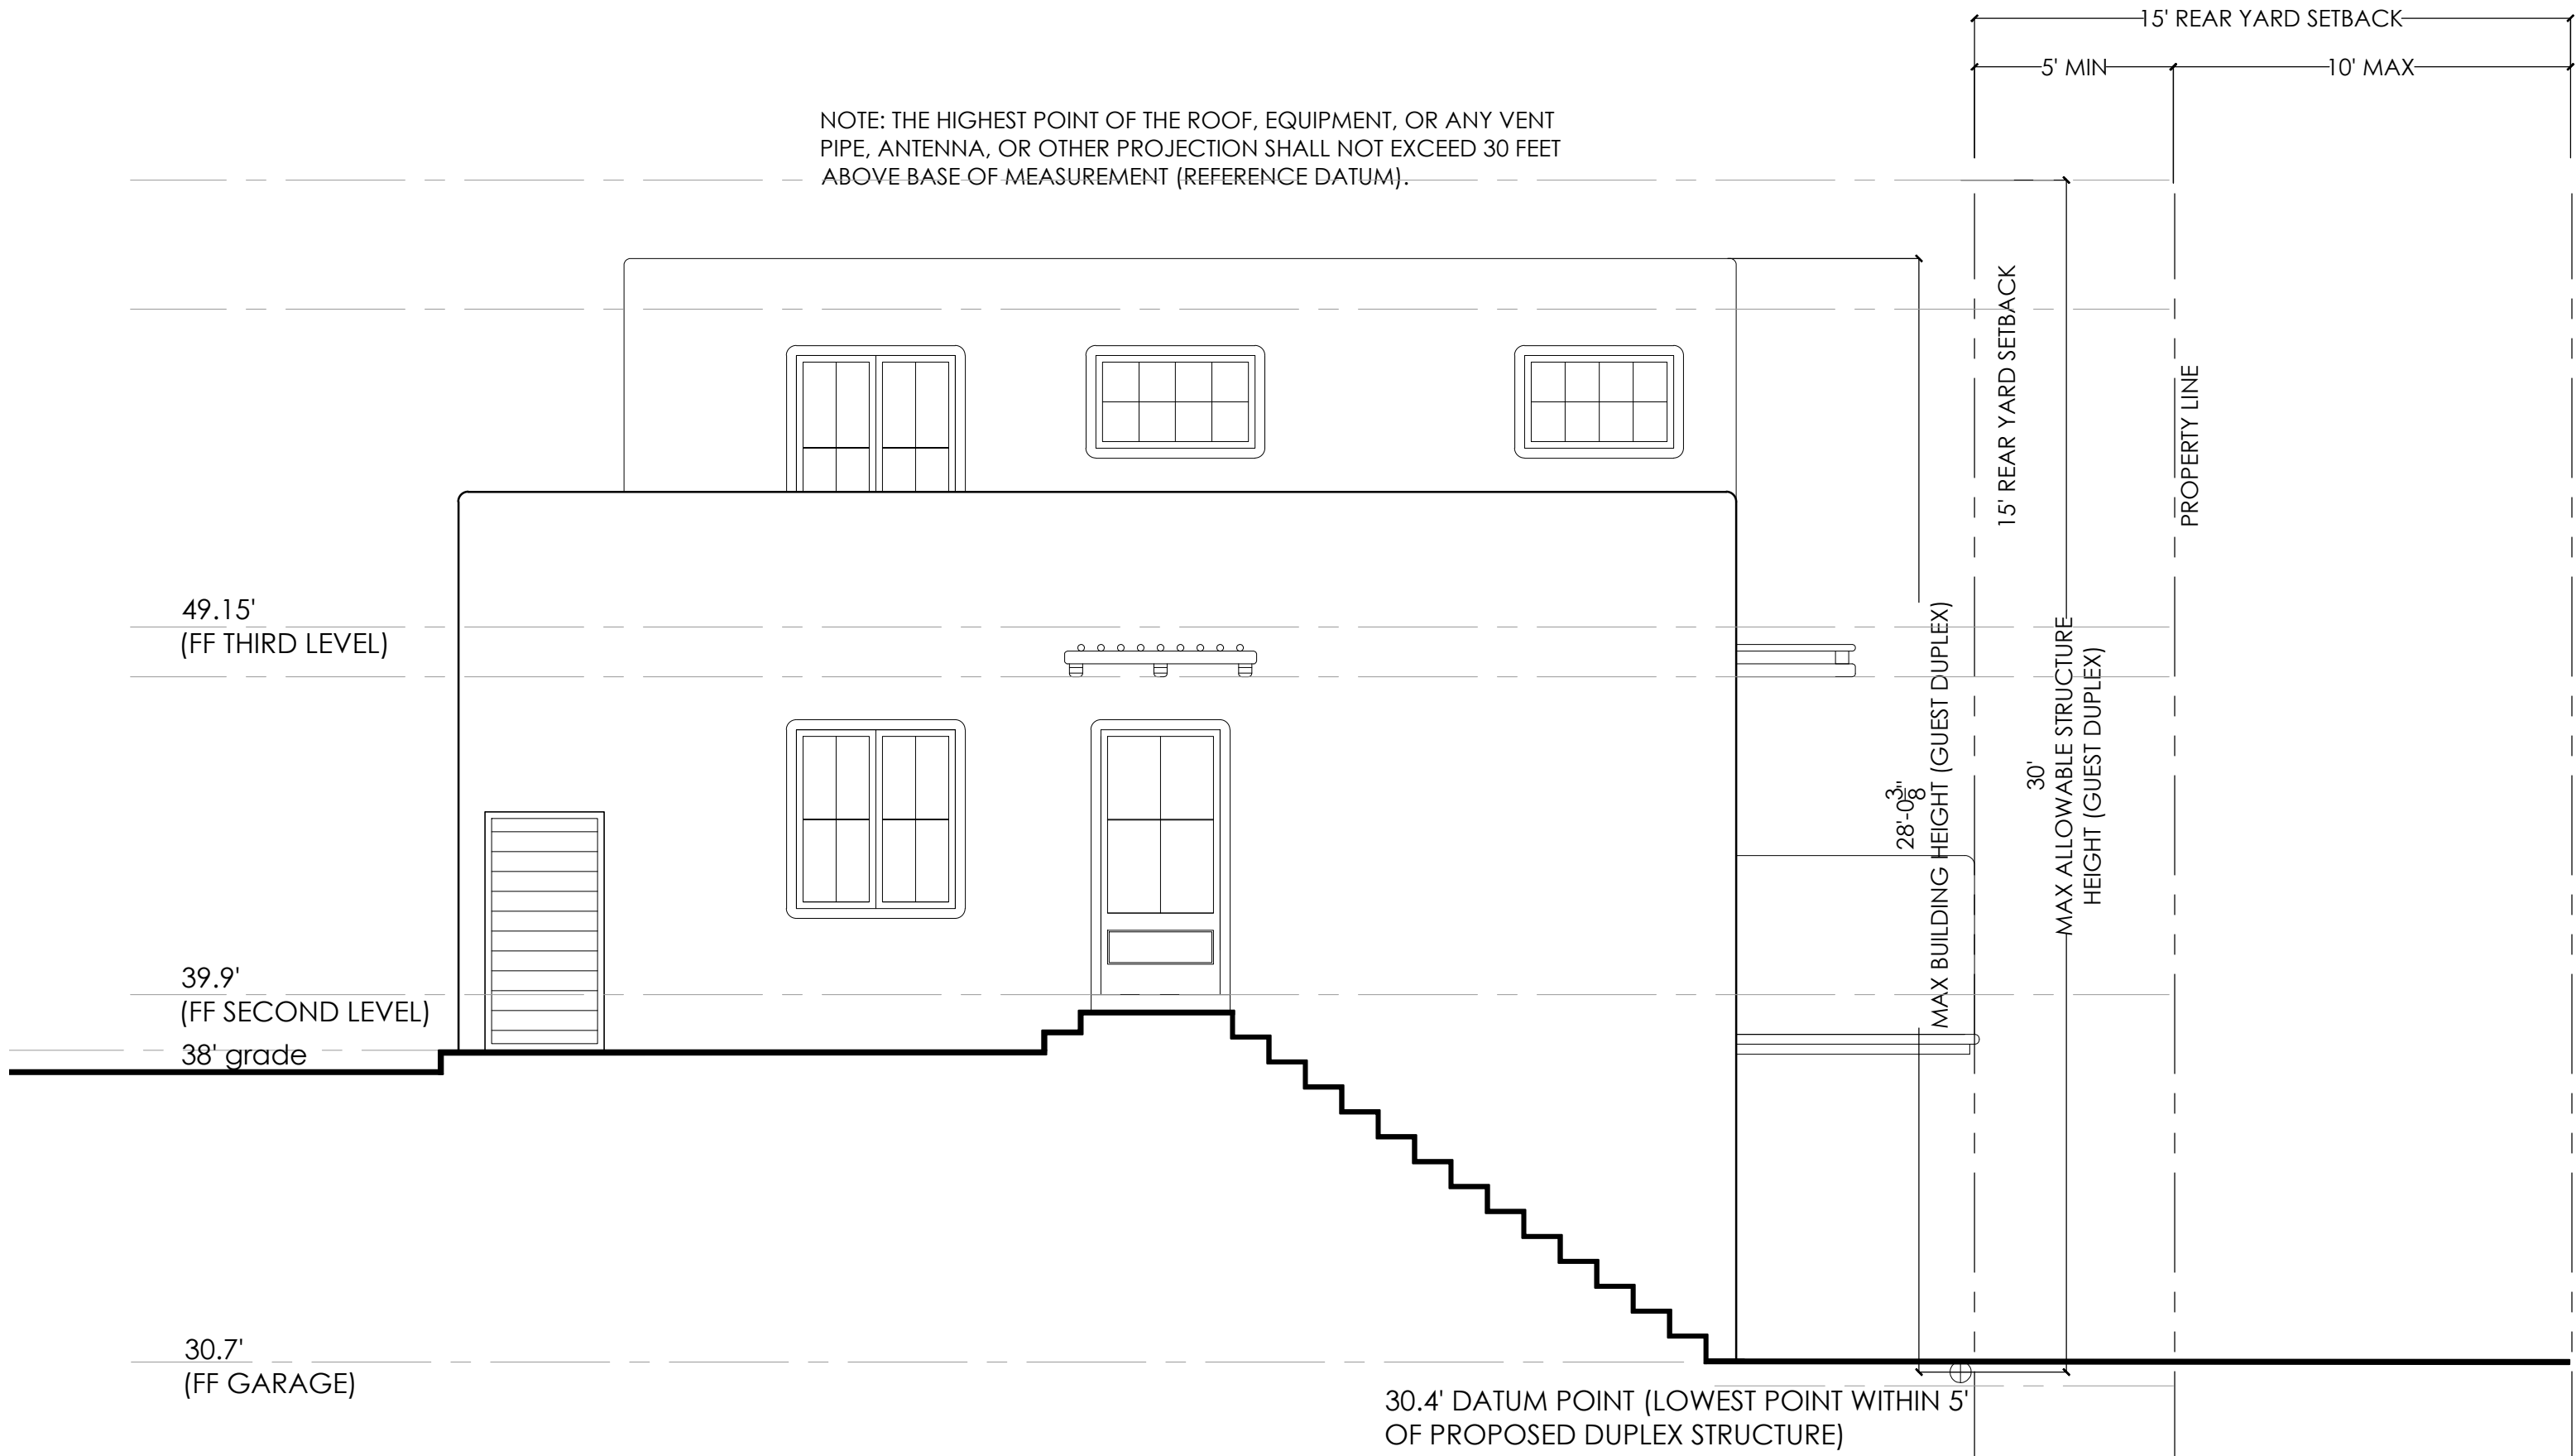 15' REAR YARD SETBACK
5' MIN
10' MAX
NOTE: THE HIGHEST POINT OF THE ROOF, EQUIPMENT, OR ANY VENT
PIPE, ANTENNA, OR OTHER PROJECTION SHALL NOT EXCEED 30 FEET
ABOVE BASE OF MEASUREMENT (REFERENCE DATUM).
15' REAR YARD SETBACK
PROPERTY LINE
49.15'
(FF THIRD LEVEL)
28'-0 3/8"
MAX BUILDING HEIGHT (GUEST DUPLEX)
30'
MAX ALLOWABLE STRUCTURE
HEIGHT (GUEST DUPLEX)
39.9'
(FF SECOND LEVEL)
38' grade
30.7'
(FF GARAGE)
30.4' DATUM POINT (LOWEST POINT WITHIN 5'
OF PROPOSED DUPLEX STRUCTURE)